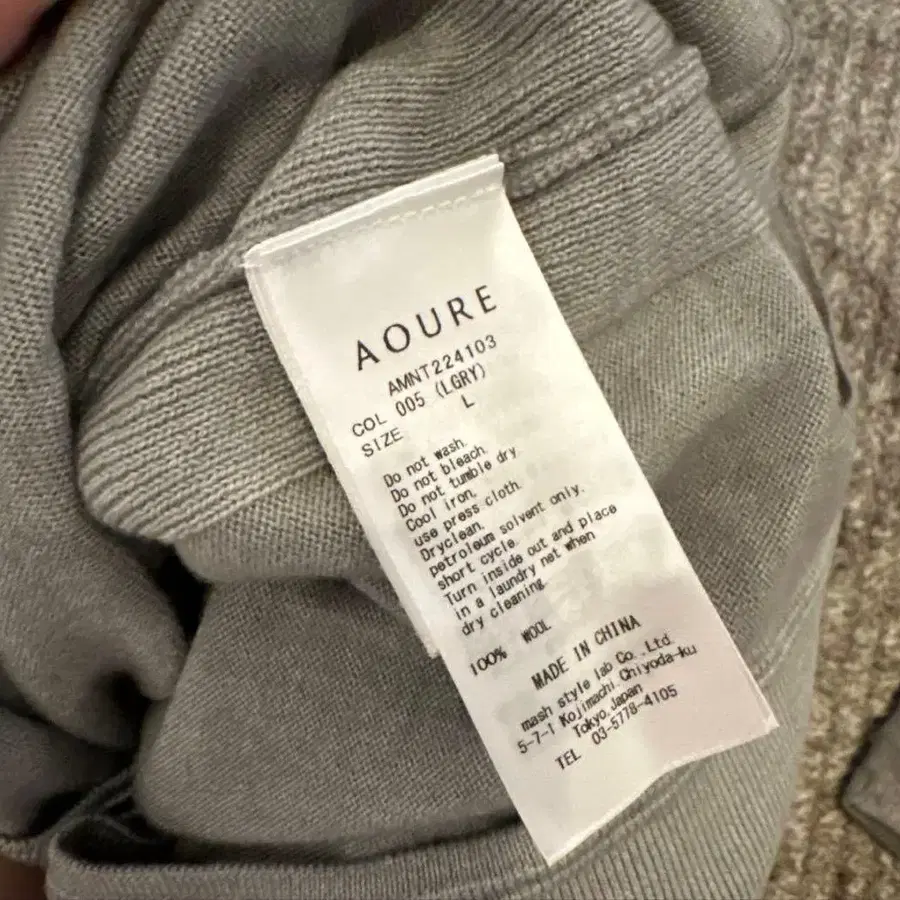 AOURE
AMNT224103
COL 005 (LGRY)
SIZE L
Do not wash.
Do not bleach.
Do not tumble dry
Cool iron.
use press cloth.
Dryclean.
petroleum solvent only.
short cycle.
Turn inside out and place
in a laundry net when
dry cleaning.
100% WOOL
MADE IN CHINA
mash style lab Co.,Ltd.
5-7-1 Kojimachi.Chiyoda-ku
Tokyo.Japan
TEL 03-5778-4105